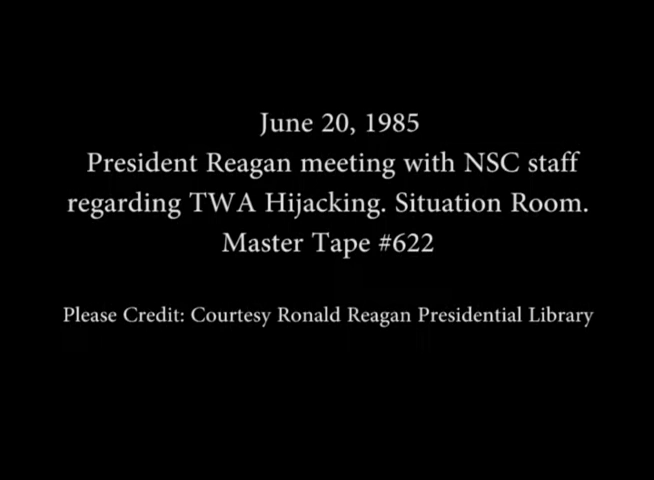 June 20, 1985
President Reagan meeting with NSC staff
regarding TWA Hijacking. Situation Room.
Master Tape #622
Please Credit: Courtesy Ronald Reagan Presidential Library